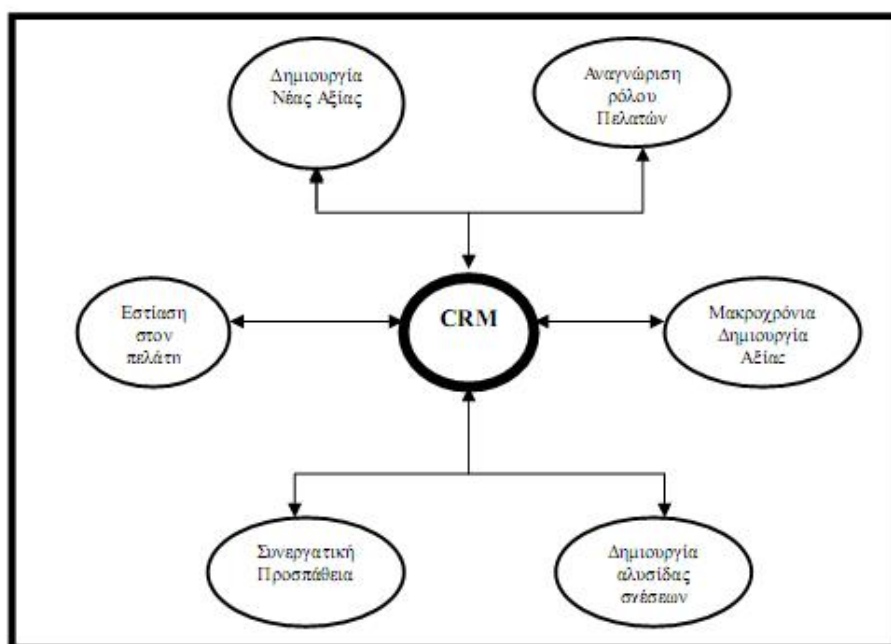 Δημιουργία
Νέας Αξίας
Αναγνώριση
ρόλου
Πελατών
Εστίαση
στον
πελάτη
CRM
Μακροχρόνια
Δημιουργία
Αξίας
Συνεργατική
Προσπάθεια
Δημιουργία
αλυσίδας
σχέσεων